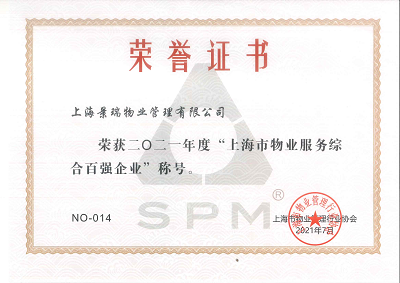 荣誉证书
上海景瑞物业管理有限公司
荣获二〇二一年度“上海市物业服务综
合百强企业”称号。
®
SPM
NO-014
上海市物业管理行业协会
2021年7月